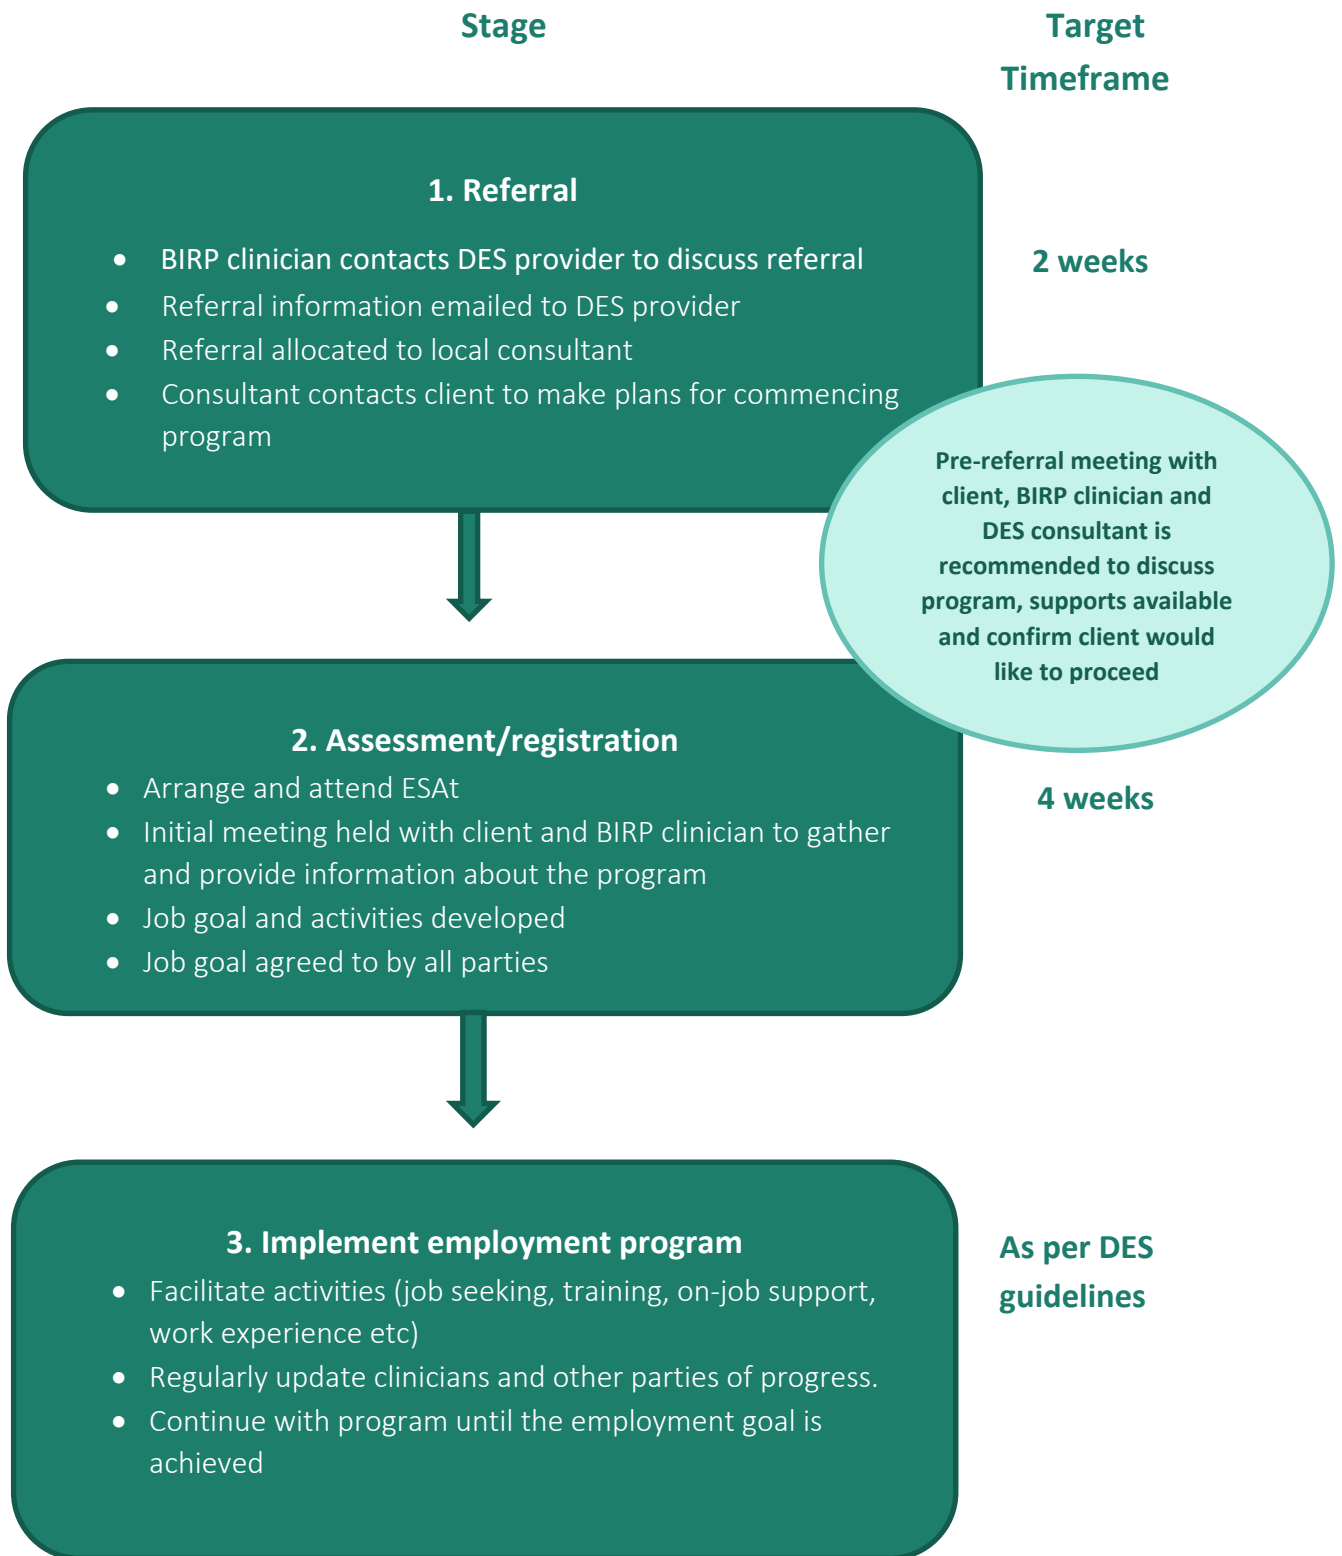 Stage
Target
Timeframe
1. Referral
• BIRP clinician contacts DES provider to discuss referral
• Referral information emailed to DES provider
• Referral allocated to local consultant
• Consultant contacts client to make plans for commencing
program
2 weeks
Pre-referral meeting with
client, BIRP clinician and
DES consultant is
recommended to discuss
program, supports available
and confirm client would
like to proceed
2. Assessment/registration
• Arrange and attend ESAt
• Initial meeting held with client and BIRP clinician to gather
and provide information about the program
• Job goal and activities developed
• Job goal agreed to by all parties
4 weeks
3. Implement employment program
• Facilitate activities (job seeking, training, on-job support,
work experience etc)
• Regularly update clinicians and other parties of progress.
• Continue with program until the employment goal is
achieved
As per DES
guidelines